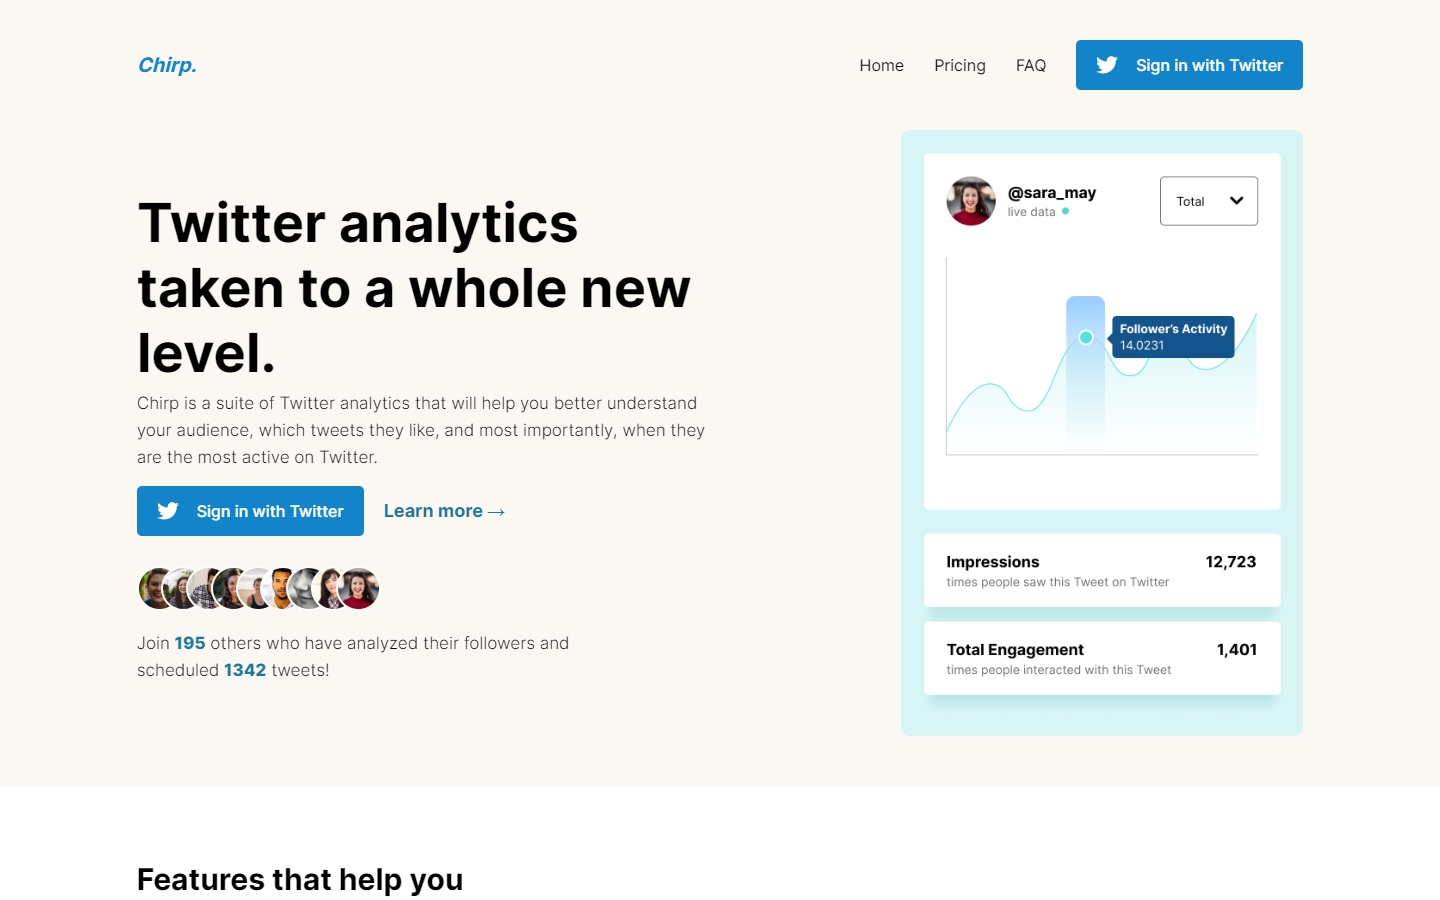 Chirp.
Home
Pricing
FAQ
Sign in with Twitter
Twitter analytics
taken to a whole new
level.
Chirp is a suite of Twitter analytics that will help you better understand
your audience, which tweets they like, and most importantly, when they
are the most active on Twitter.
Sign in with Twitter
Learn more →
Join 195 others who have analyzed their followers and
scheduled 1342 tweets!
@sara_may
live data
Total
Follower's Activity
14.0231
Impressions
12,723
times people saw this Tweet on Twitter
Total Engagement
1,401
times people interacted with this Tweet
Features that help you